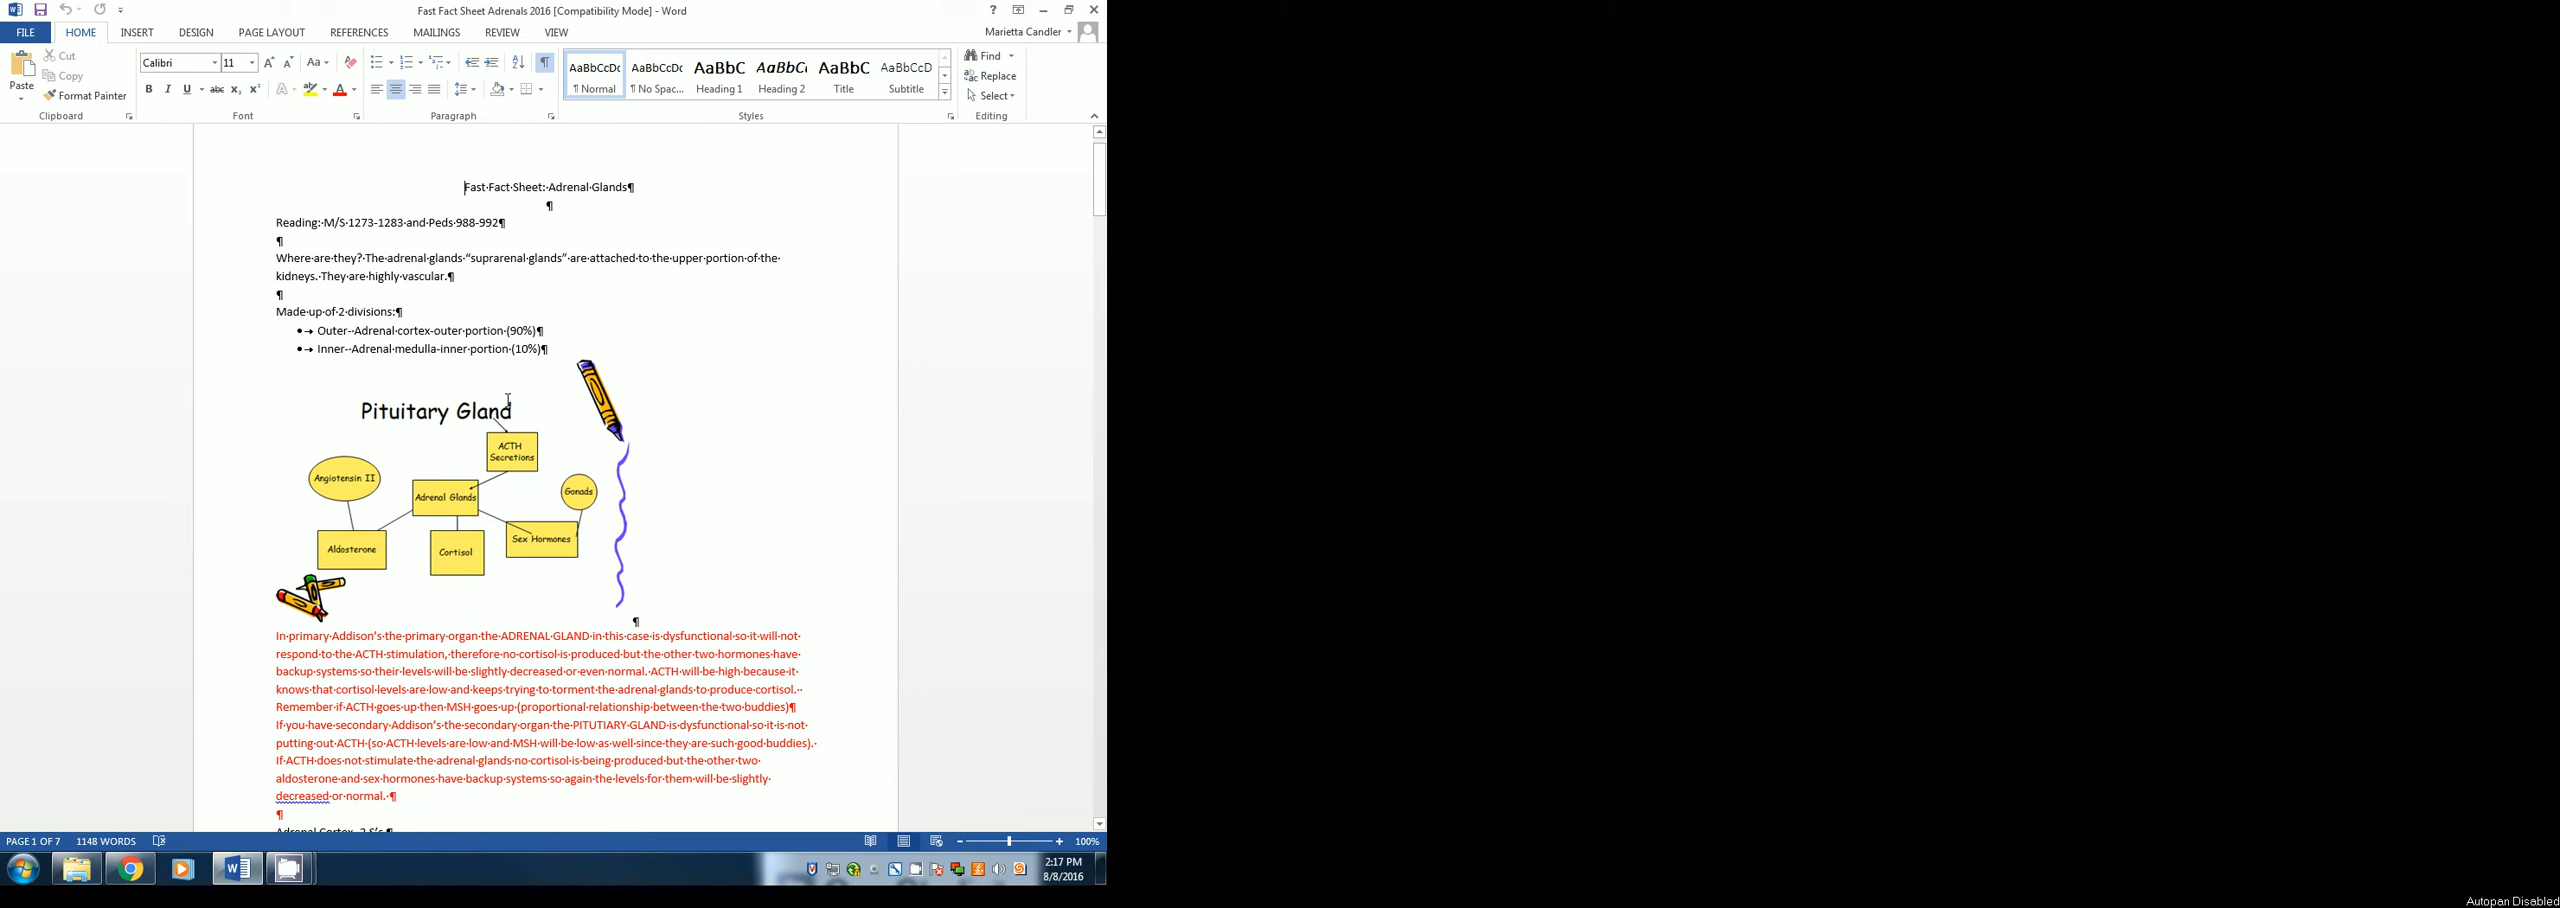 Fast Fact Sheet Adrenals 2016 [Compatibility Mode] - Word
FILE HOME INSERT DESIGN PAGE LAYOUT REFERENCES MAILINGS REVIEW VIEW
Marietta Candler
Cut
Copy
Format Painter
Paste
Calibri 11
AaBbCcDc AaBbCcDc AaBbC AaBbCc AaBbC AaBbCcD
¶ Normal ¶ No Spac... Heading 1 Heading 2 Title Subtitle
Find
Replace
Select
Clipboard Font Paragraph Styles Editing
Fast·Fact·Sheet:·Adrenal·Glands¶
¶
Reading:·M/S·1273-1283·and·Peds·988-992¶
¶
Where·are·they?·The·adrenal·glands·“suprarenal·glands”·are·attached·to·the·upper·portion·of·the·
kidneys.·They·are·highly·vascular.¶
¶
Made·up·of·2·divisions:¶
•→ Outer-·Adrenal·cortex-outer·portion·(90%)¶
•→ Inner-·Adrenal·medulla-inner·portion·(10%)¶
Pituitary Gland
ACTH
Secretions
Angiotensin II
Adrenal Glands
Gonads
Aldosterone
Cortisol
Sex Hormones
¶
In·primary·Addison’s·the·primary·organ·the·ADRENAL·GLAND·in·this·case·is·dysfunctional·so·it·will·not·
respond·to·the·ACTH·stimulation,·therefore·no·cortisol·is·produced·but·the·other·two·hormones·have·
backup·systems·so·their·levels·will·be·slightly·decreased·or·even·normal.·ACTH·will·be·high·because·it·
knows·that·cortisol·levels·are·low·and·keeps·trying·to·torment·the·adrenal·glands·to·produce·cortisol.··
Remember·if·ACTH·goes·up·then·MSH·goes·up·(proportional·relationship·between·the·two·buddies)¶
If·you·have·secondary·Addison’s·the·secondary·organ·the·PITUTIARY·GLAND·is·dysfunctional·so·it·is·not·
putting·out·ACTH·(so·ACTH·levels·are·low·and·MSH·will·be·low·as·well·since·they·are·such·good·buddies).·
If·ACTH·does·not·stimulate·the·adrenal·glands·no·cortisol·is·being·produced·but·the·other·two·
aldosterone·and·sex·hormones·have·backup·systems·so·again·the·levels·for·them·will·be·slightly·
decreased·or·normal.·¶
¶
Adrenal·Cortex-·3·S’s·¶
PAGE 1 OF 7 1148 WORDS 100%
2:17 PM
8/8/2016
Autopan Disabled